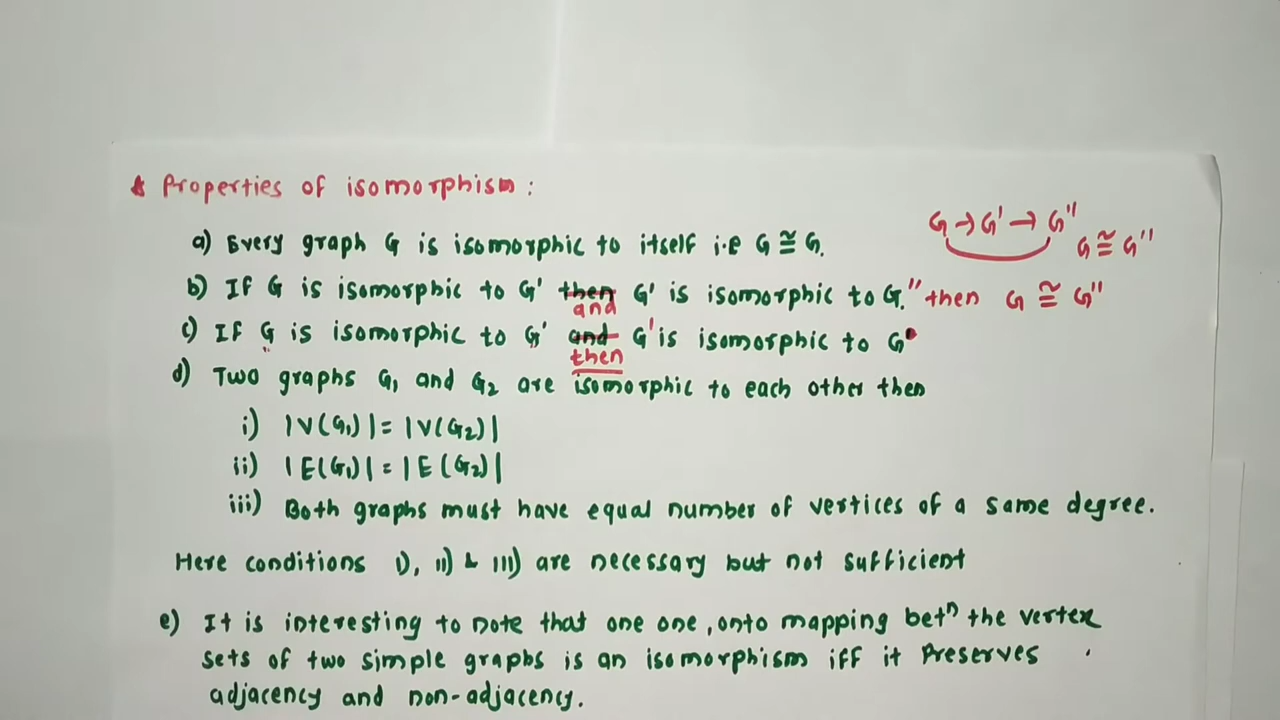 * Properties of isomorphism :
G → G' → G"
G ≅ G"
a) Every graph G is isomorphic to itself i.e G ≅ G.
b) If G is isomorphic to G' then and G' is isomorphic to G." then G ≅ G"
c) If G is isomorphic to G' and then G' is isomorphic to G
d) Two graphs G₁ and G₂ are isomorphic to each other then
i) |V(G₁)| = |V(G₂)|
ii) |E(G₁)| = |E(G₂)|
iii) Both graphs must have equal number of vertices of a same degree.
Here conditions i), ii) & iii) are necessary but not sufficient
e) It is interesting to note that one one, onto mapping betⁿ the vertex
sets of two simple graphs is an isomorphism iff it preserves
adjacency and non-adjacency.